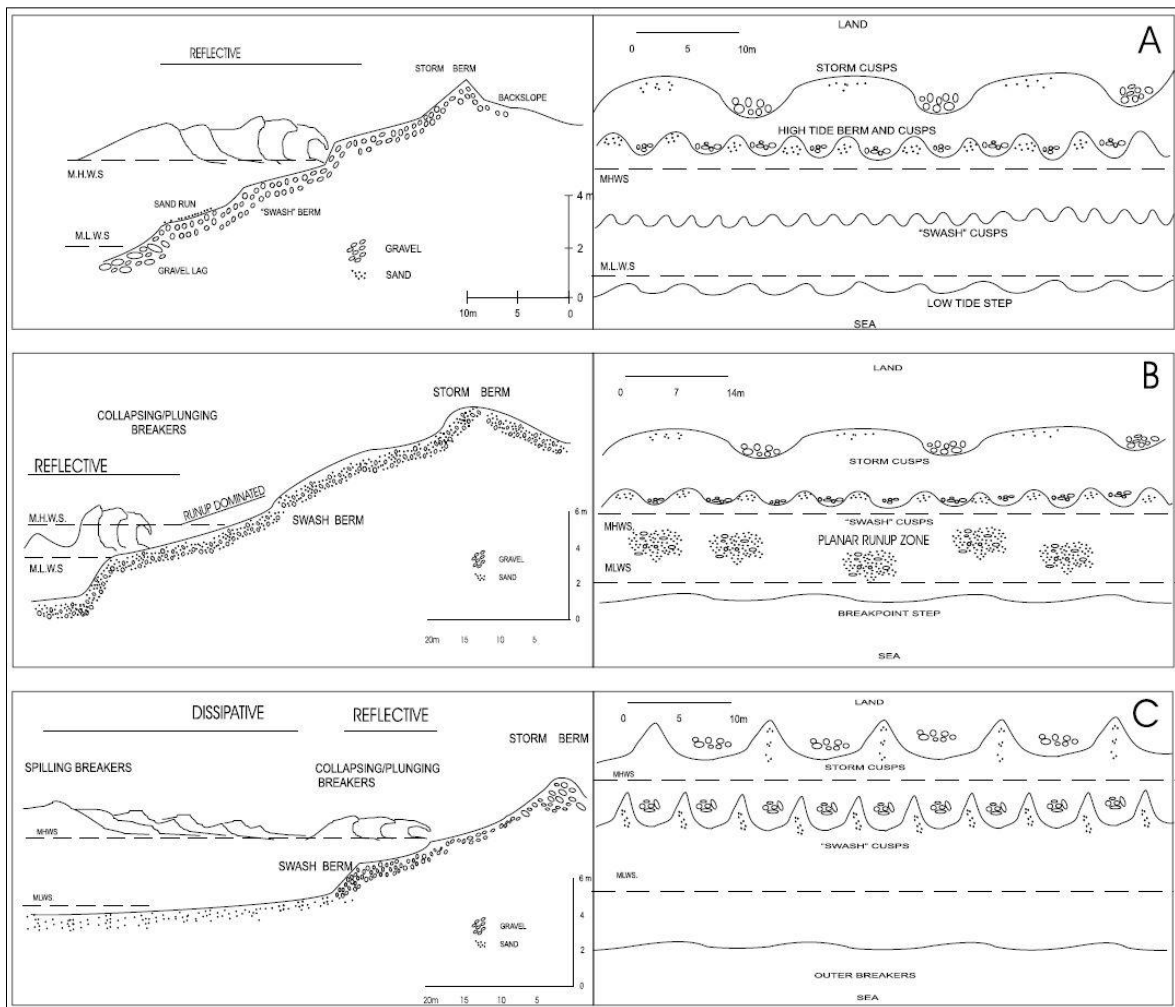 REFLECTIVE
STORM BERM
BACKSLOPE
M.H.W.S
SAND RUN
"SWASH" BERM
M.L.W.S
GRAVEL LAG
GRAVEL
SAND
4 m
2
0
10m 5 0
LAND
A
0 5 10m
STORM CUSPS
HIGH TIDE BERM AND CUSPS
MHWS
"SWASH" CUSPS
M.L.W.S
LOW TIDE STEP
SEA
STORM BERM
COLLAPSING/PLUNGING
BREAKERS
REFLECTIVE
RUNUP DOMINATED
M.H.W.S.
SWASH BERM
M.L.W.S
GRAVEL
SAND
6 m
4
2
0
20m 15 10 5
LAND
B
0 7 14m
STORM CUSPS
"SWASH" CUSPS
MHWS.
PLANAR RUNUP ZONE
MLWS
BREAKPOINT STEP
SEA
DISSIPATIVE REFLECTIVE
STORM BERM
SPILLING BREAKERS
COLLAPSING/PLUNGING
BREAKERS
MHWS
SWASH BERM
MLWS.
GRAVEL
SAND
6 m
4
2
0
20m 15 10 5
LAND
C
0 5 10m
STORM CUSPS
MHWS
"SWASH" CUSPS
MLWS.
OUTER BREAKERS
SEA